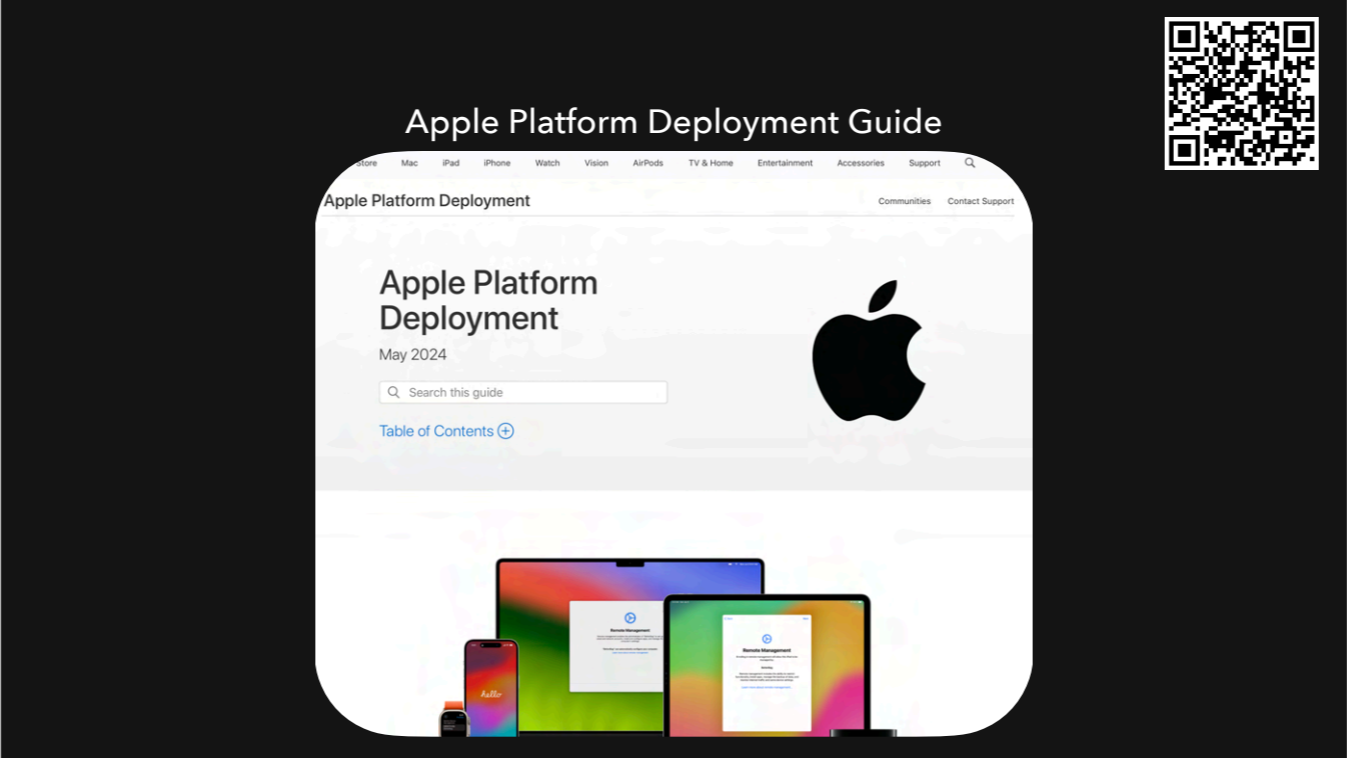 Apple Platform Deployment Guide
Store Mac iPad iPhone Watch Vision AirPods TV & Home Entertainment Accessories Support
Apple Platform Deployment
Communities Contact Support
Apple Platform
Deployment
May 2024
Search this guide
Table of Contents
Remote Management
Remote Management
hello